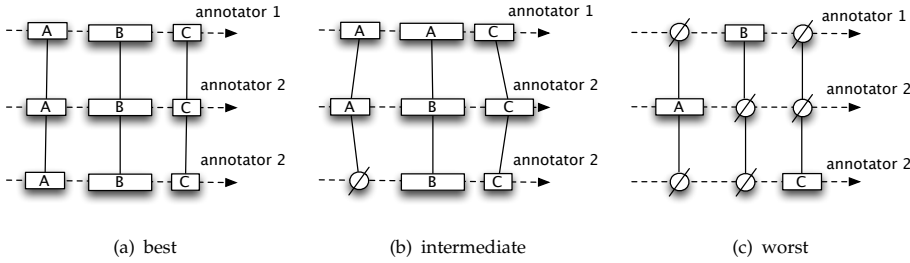 annotator 1
A B C
annotator 2
A B C
annotator 2
A B C
(a) best
annotator 1
A A C
annotator 2
A B C
annotator 2
∅ B C
(b) intermediate
annotator 1
∅ B ∅
annotator 2
A ∅ ∅
annotator 2
∅ ∅ C
(c) worst